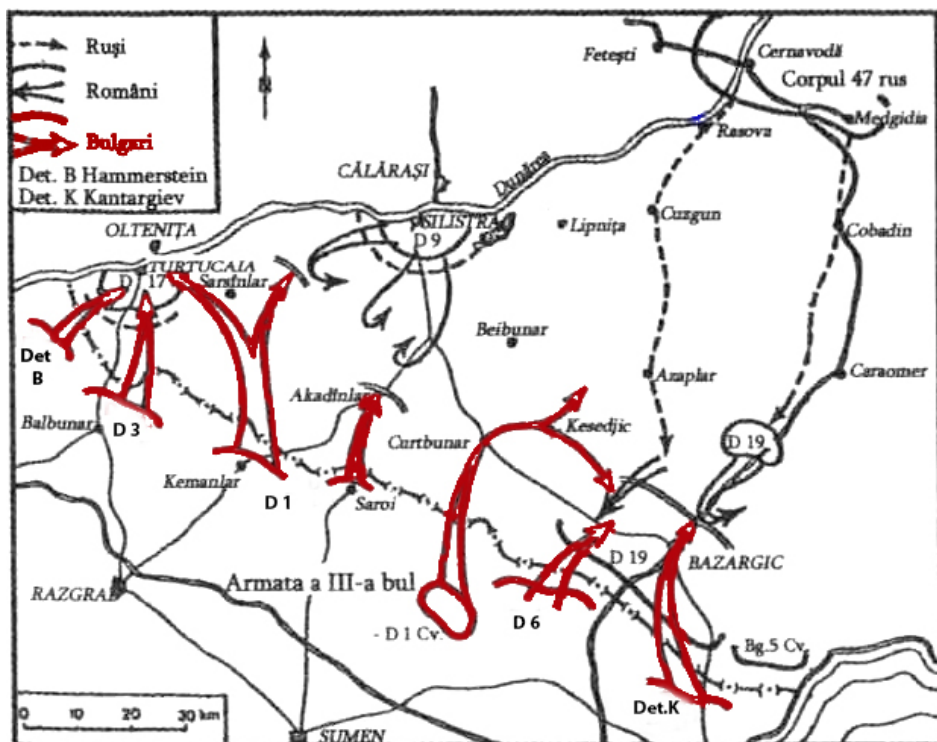 Ruşi
Români
Bulgari
Det. B Hammerstein
Det. K Kantargiev
N
Feteşti
Cernavodă
Corpul 47 rus
Medgidia
Rasova
CĂLĂRAŞI
Dunărea
SILISTRA
D 9
Lipniţa
Cuzgun
Cobadin
OLTENIŢA
TURTUCAIA
D 17
Sarsînlar
Beibunar
Det
B
Azaplar
Caraomer
Akadînlar
Balbunar
D 3
Curtbunar
Kesedjic
D 19
Kemanlar
D 1
Saroi
RAZGRAD
Armata a III-a bul
D 19
BAZARGIC
- D 1 Cv.
D 6
Bg.5 Cv.
Det.K
0 10 20 30 km
SUMEN